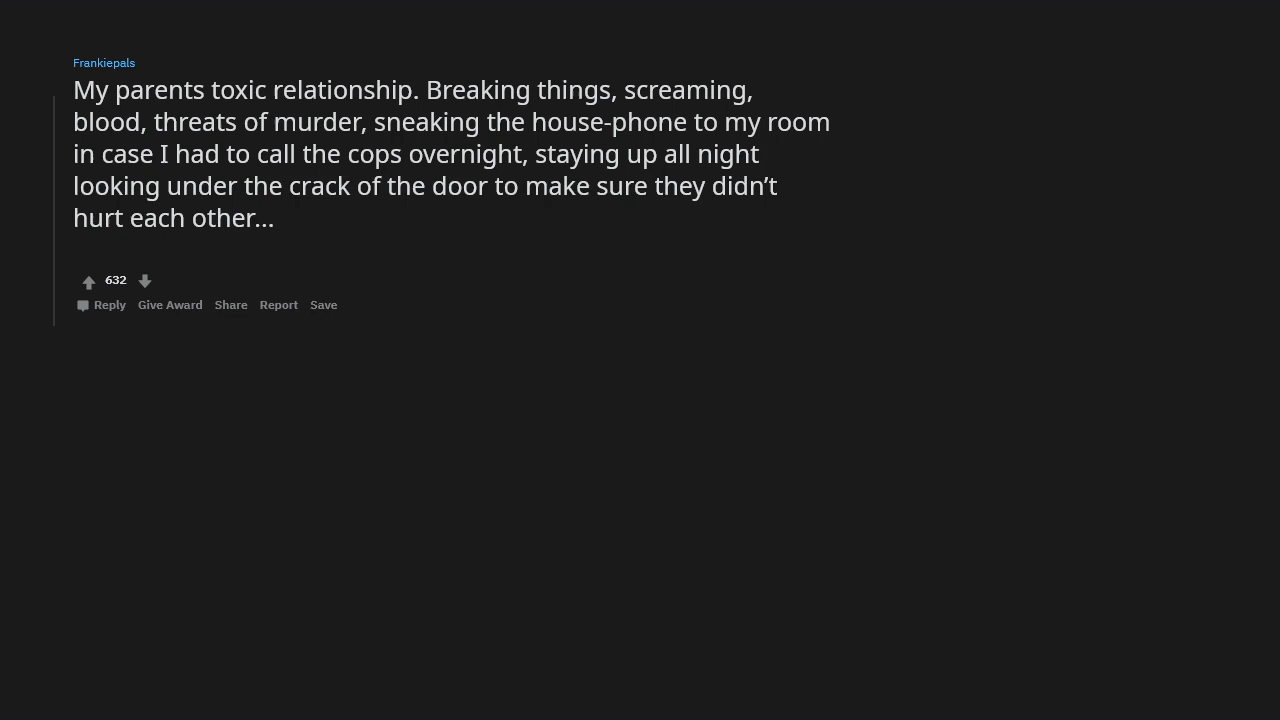 Frankiepals
My parents toxic relationship. Breaking things, screaming,
blood, threats of murder, sneaking the house-phone to my room
in case I had to call the cops overnight, staying up all night
looking under the crack of the door to make sure they didn’t
hurt each other...
632
Reply Give Award Share Report Save